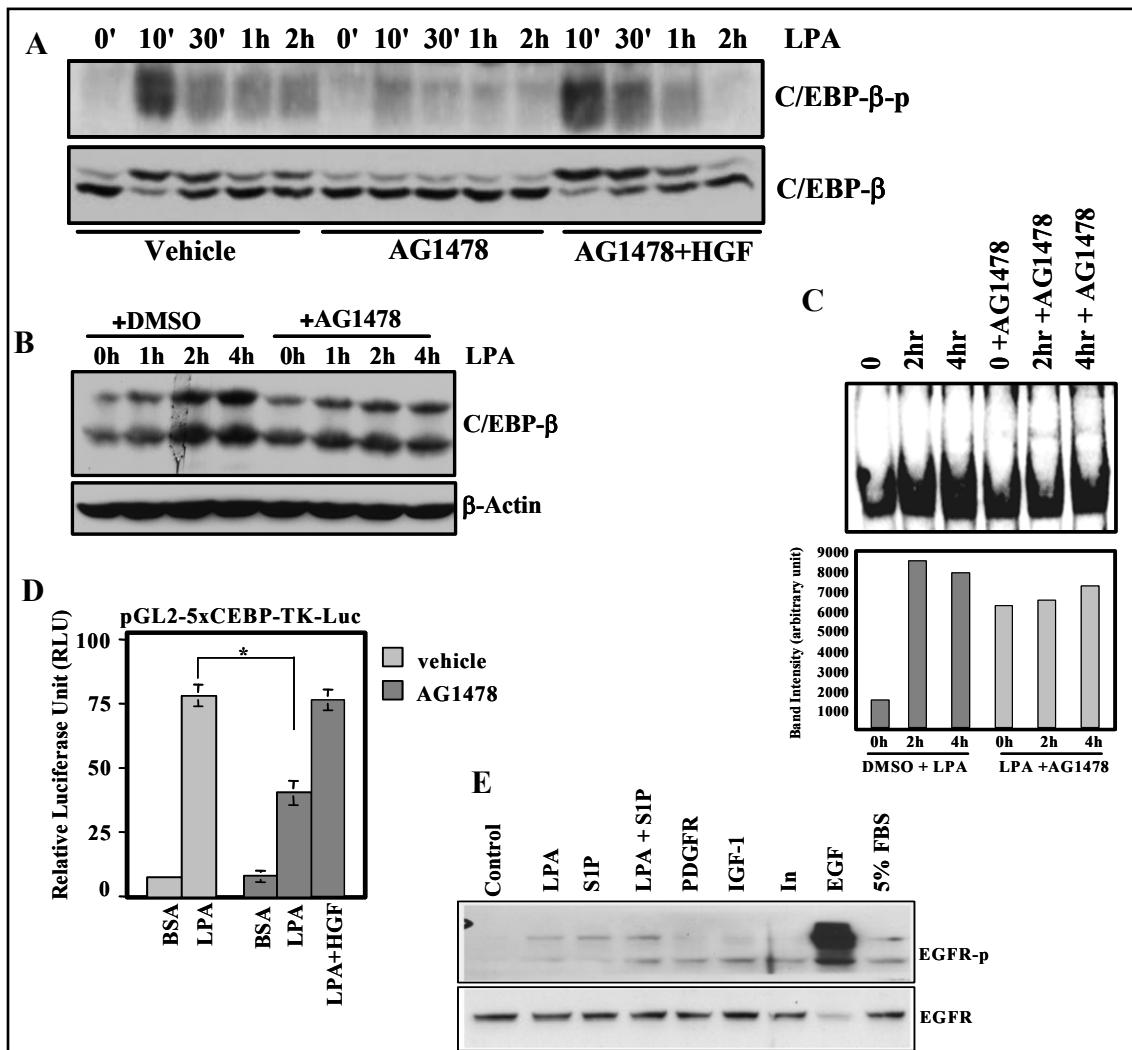 A
0' 10' 30' 1h 2h 0' 10' 30' 1h 2h 10' 30' 1h 2h LPA
C/EBP-β-p
C/EBP-β
Vehicle AG1478 AG1478+HGF
B
+DMSO +AG1478
0h 1h 2h 4h 0h 1h 2h 4h LPA
C/EBP-β
β-Actin
C
0 2hr 4hr 0 +AG1478 2hr +AG1478 4hr + AG1478
Band Intensity (arbitrary unit)
9000
8000
7000
6000
5000
4000
3000
2000
1000
0h 2h 4h 0h 2h 4h
DMSO + LPA LPA +AG1478
D
pGL2-5xCEBP-TK-Luc
Relative Luciferase Unit (RLU)
100
75
50
25
0
*
vehicle
AG1478
BSA LPA BSA LPA LPA+HGF
E
Control LPA S1P LPA + S1P PDGFR IGF-1 In EGF 5% FBS
EGFR-p
EGFR